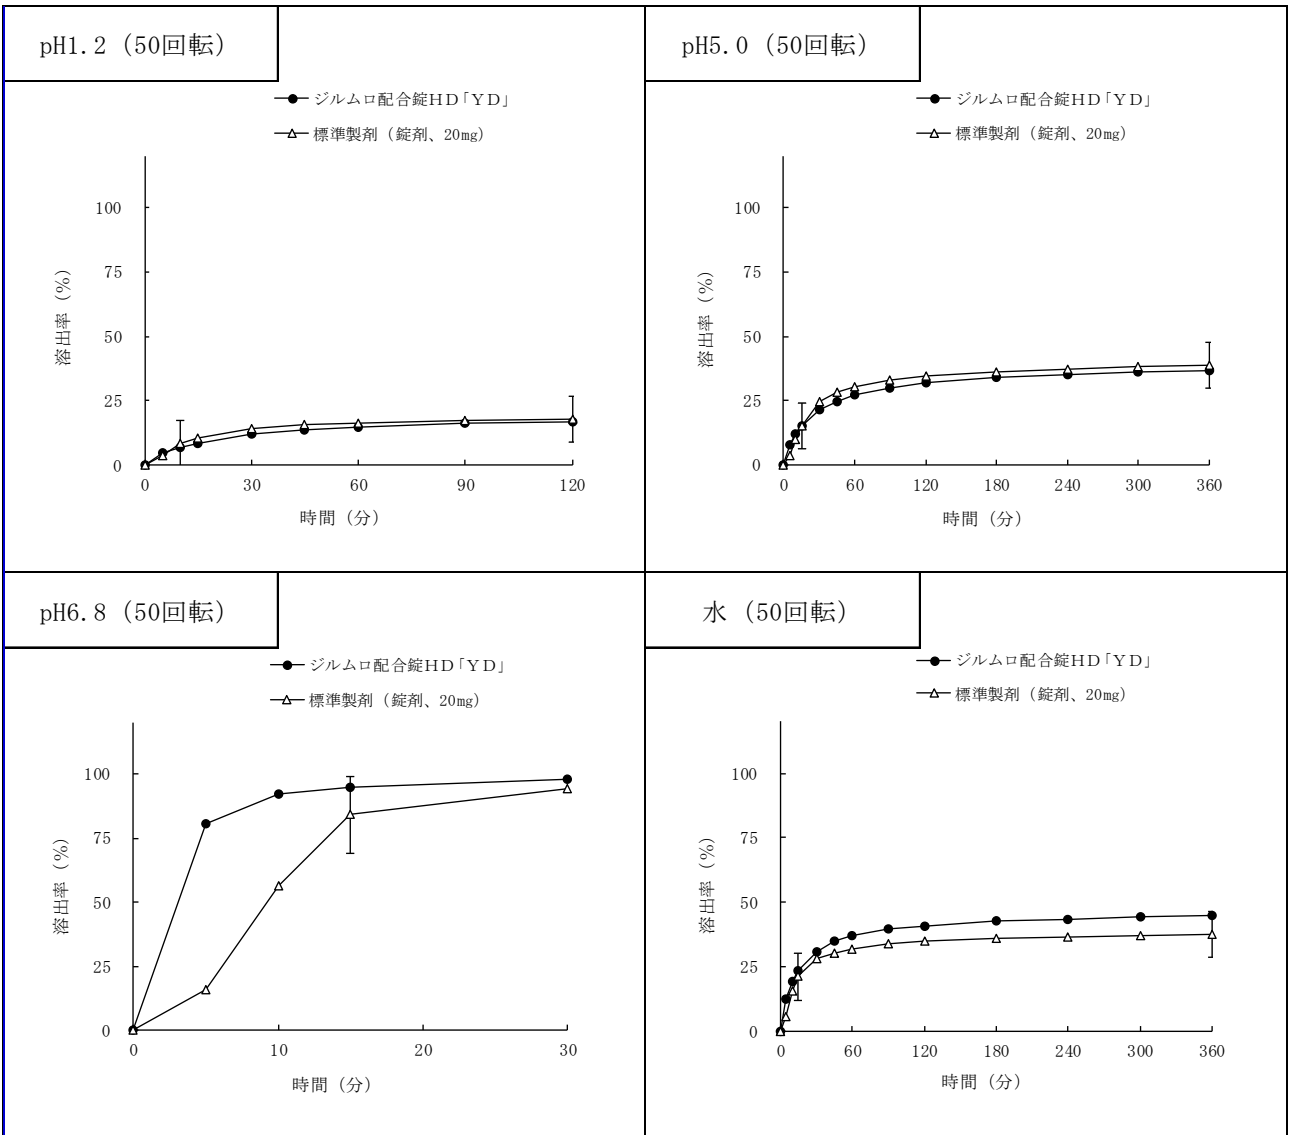 pH1.2 (50回転)
ジルムロ配合錠HD「YD」
標準製剤(錠剤、20mg)
100
75
50
25
0
溶出率(%)
0 30 60 90 120
時間(分)
pH5.0 (50回転)
ジルムロ配合錠HD「YD」
標準製剤(錠剤、20mg)
100
75
50
25
0
溶出率(%)
0 60 120 180 240 300 360
時間(分)
pH6.8 (50回転)
ジルムロ配合錠HD「YD」
標準製剤(錠剤、20mg)
100
75
50
25
0
溶出率(%)
0 10 20 30
時間(分)
水 (50回転)
ジルムロ配合錠HD「YD」
標準製剤(錠剤、20mg)
100
75
50
25
0
溶出率(%)
0 60 120 180 240 300 360
時間(分)